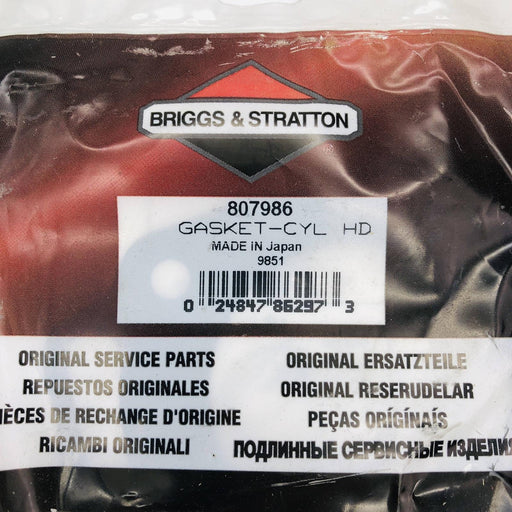 BRIGGS & STRATTON
807986
GASKET-CYL HD
MADE IN Japan
9851
0 24847 86297 3
ORIGINAL SERVICE PARTS
ORIGINAL ERSATZTEILE
REPUESTOS ORIGINALES
ORIGINAL RESERUDELAR
IÈCES DE RECHANGE D'ORIGINE
PEÇAS ORÍGÍNAÍS
RICAMBI ORIGINALI
ПОДЛИННЫЕ СЕРВИСНЫЕ ИЗДЕЛИЯ